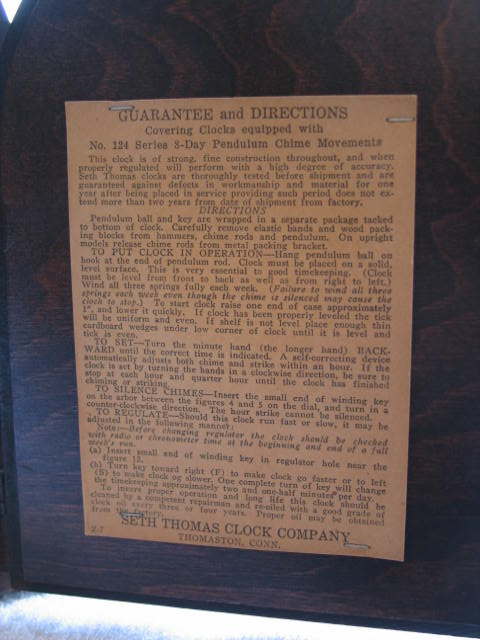 GUARANTEE and DIRECTIONS
Covering Clocks equipped with
No. 124 Series 8-Day Pendulum Chime Movements
This clock is of strong, fine construction throughout, and when
properly regulated will perform with a high degree of accuracy.
Seth Thomas clocks are thoroughly tested before shipment and are
guaranteed against defects in workmanship and material for one
year after being placed in service providing such period does not ex-
tend more than two years from date of shipment from factory.
DIRECTIONS
Pendulum ball and key are wrapped in a separate package tacked
to bottom of clock. Carefully remove elastic bands and wood pack-
ing blocks from hammers, chime rods and pendulum. On upright
models release chime rods from metal packing bracket.
TO PUT CLOCK IN OPERATION—Hang pendulum ball on
hook at the end of pendulum rod. Clock must be placed on a solid,
level surface. This is very essential to good timekeeping. (Clock
must be level from front to back as well as from right to left.)
Wind all three springs fully each week. (Failure to wind all three
springs each week even though the chime is silenced may cause the
clock to stop.) To start clock raise one end of case approximately
1", and lower it quickly. If clock has been properly leveled the tick
will be uniform and even. If shelf is not level place enough thin
cardboard wedges under low corner of clock until it is level and
tick is even.
TO SET—Turn the minute hand (the longer hand) BACK-
WARD until the correct time is indicated. A self-correcting device
automatically adjusts both chime and strike within an hour. If the
clock is set by turning the hands in a clockwise direction, be sure to
stop at each hour and quarter hour until the clock has finished
chiming or striking.
TO SILENCE CHIMES—Insert the small end of winding key
on the arbor between the figures 4 and 5 on the dial, and turn in a
counter-clockwise direction. The hour strike cannot be silenced.
TO REGULATE—Should this clock run fast or slow, it may be
adjusted in the following manner:
Note:—Before changing regulator the clock should be checked
with radio or chronometer time at the beginning and end of a full
week's run.
(a) Insert small end of winding key in regulator hole near the
figure 12.
(b) Turn key toward right (F) to make clock go faster or to left
(S) to make clock go slower. One complete turn of key will change
the timekeeping approximately two and one-half minutes per day.
To insure proper operation and long life this clock should be
cleaned by a competent repairman and re-oiled with a good grade of
clock oil every three or four years. Proper oil may be obtained
from the factory.
SETH THOMAS CLOCK COMPANY
THOMASTON, CONN.